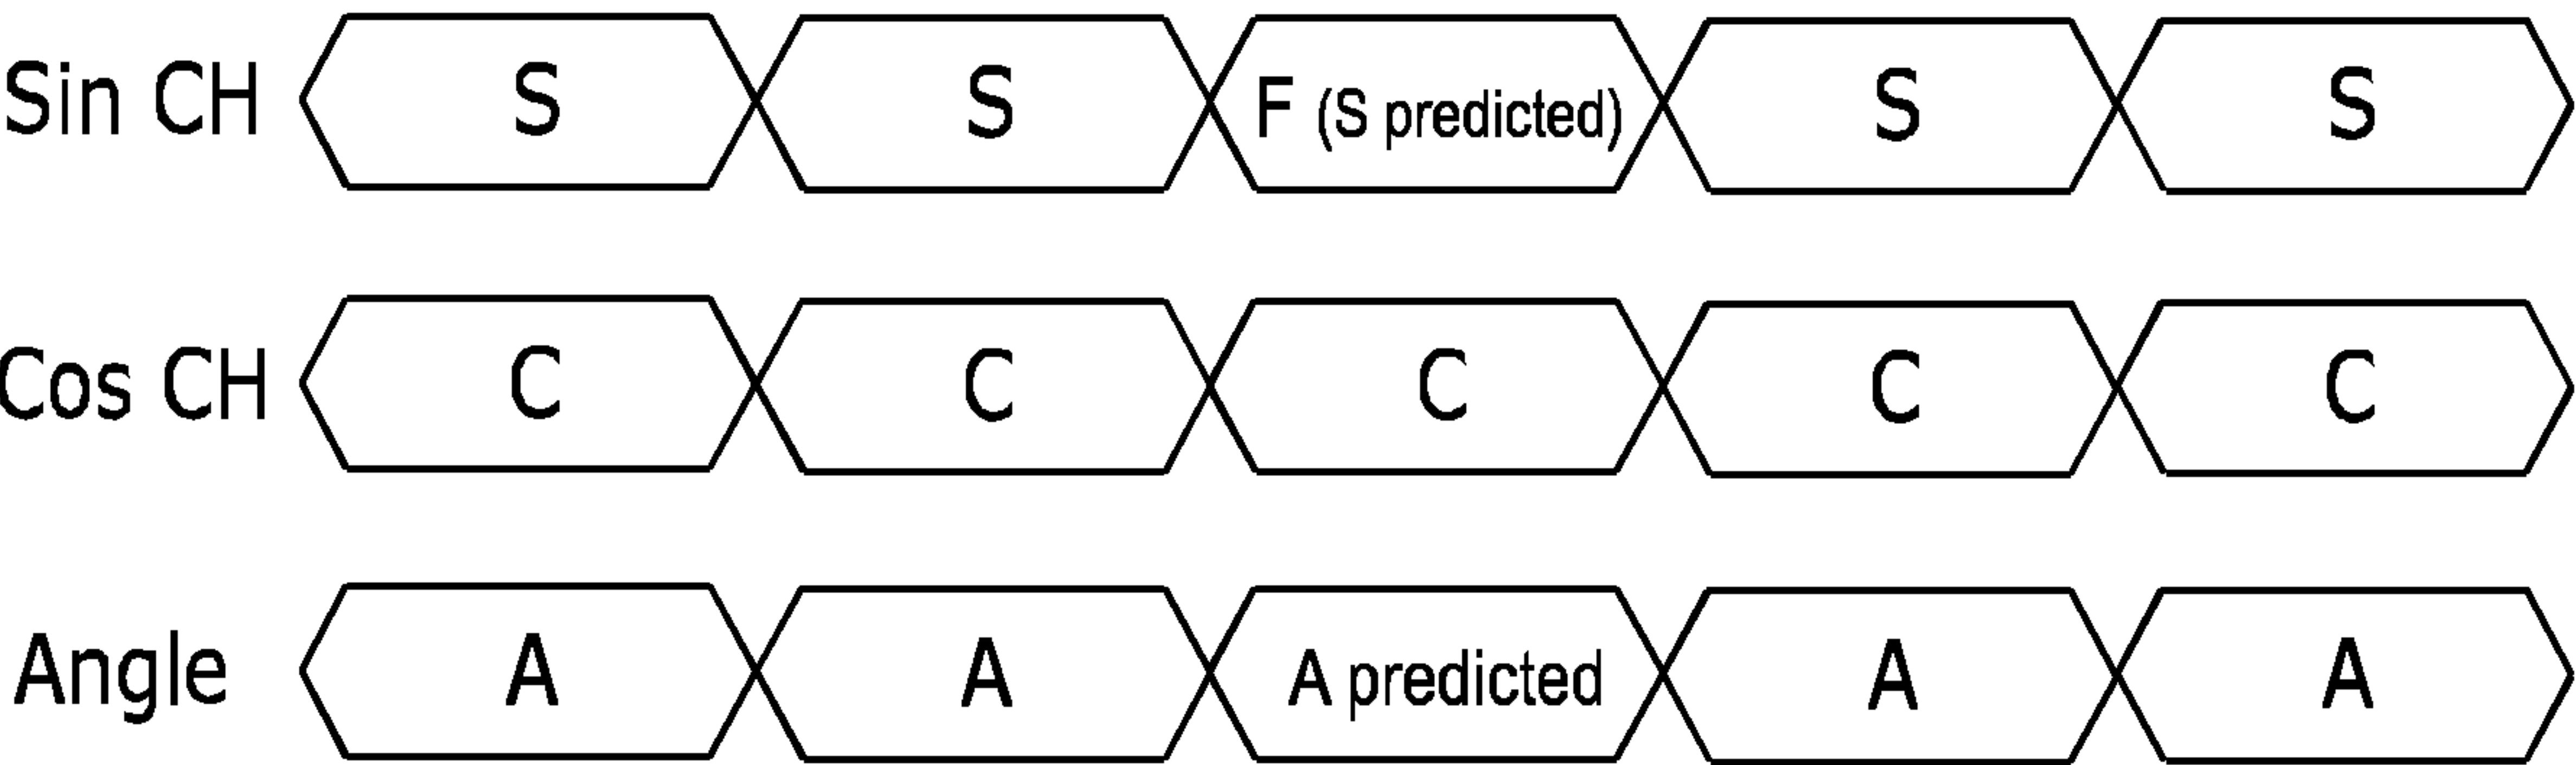 Sin CH S S F (S predicted) S S
Cos CH C C C C C
Angle A A A predicted A A